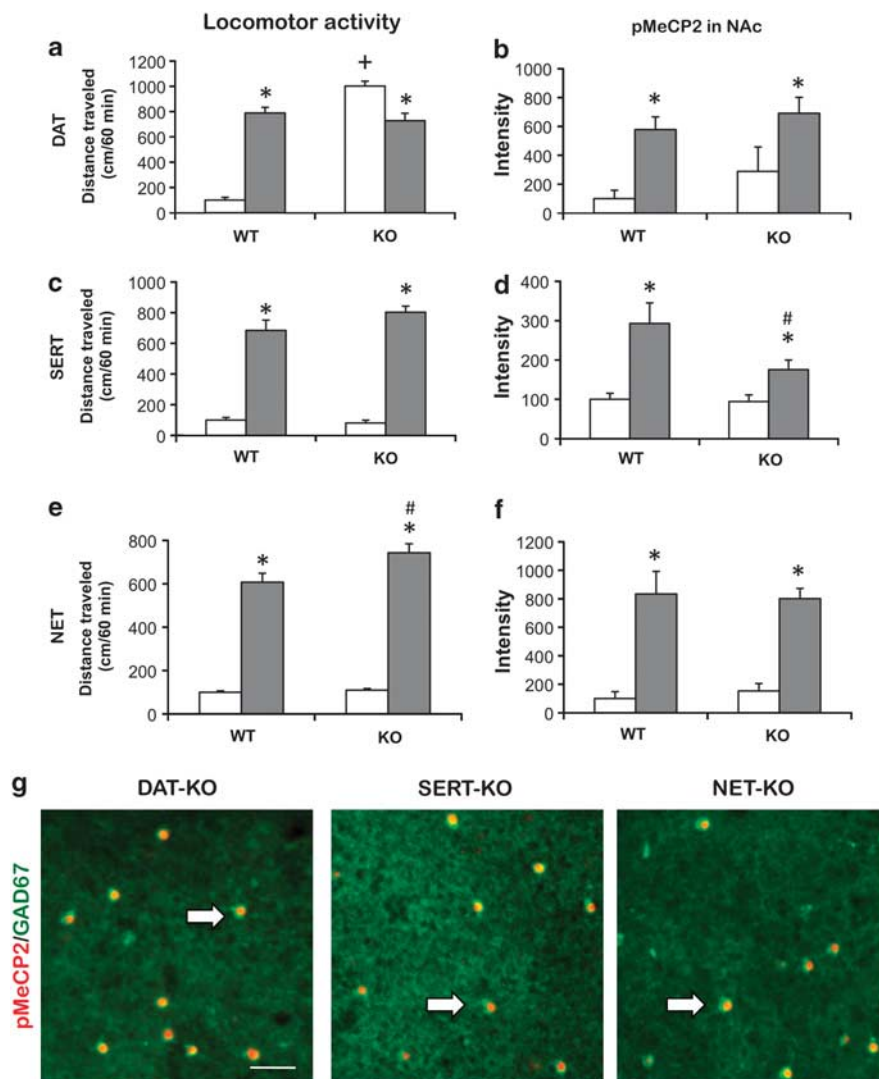 Locomotor activity
pMeCP2 in NAc
a
DAT
Distance traveled
(cm/60 min)
1200
1000
800
600
400
200
0
*
+
*
WT
KO
b
Intensity
1000
800
600
400
200
0
*
*
WT
KO
c
SERT
Distance traveled
(cm/60 min)
1000
800
600
400
200
0
*
*
WT
KO
d
Intensity
400
300
200
100
0
*
#
*
WT
KO
e
NET
Distance traveled
(cm/60 min)
800
600
400
200
0
*
#
*
WT
KO
f
Intensity
1200
1000
800
600
400
200
0
*
*
WT
KO
g
DAT-KO
SERT-KO
NET-KO
pMeCP2/GAD67